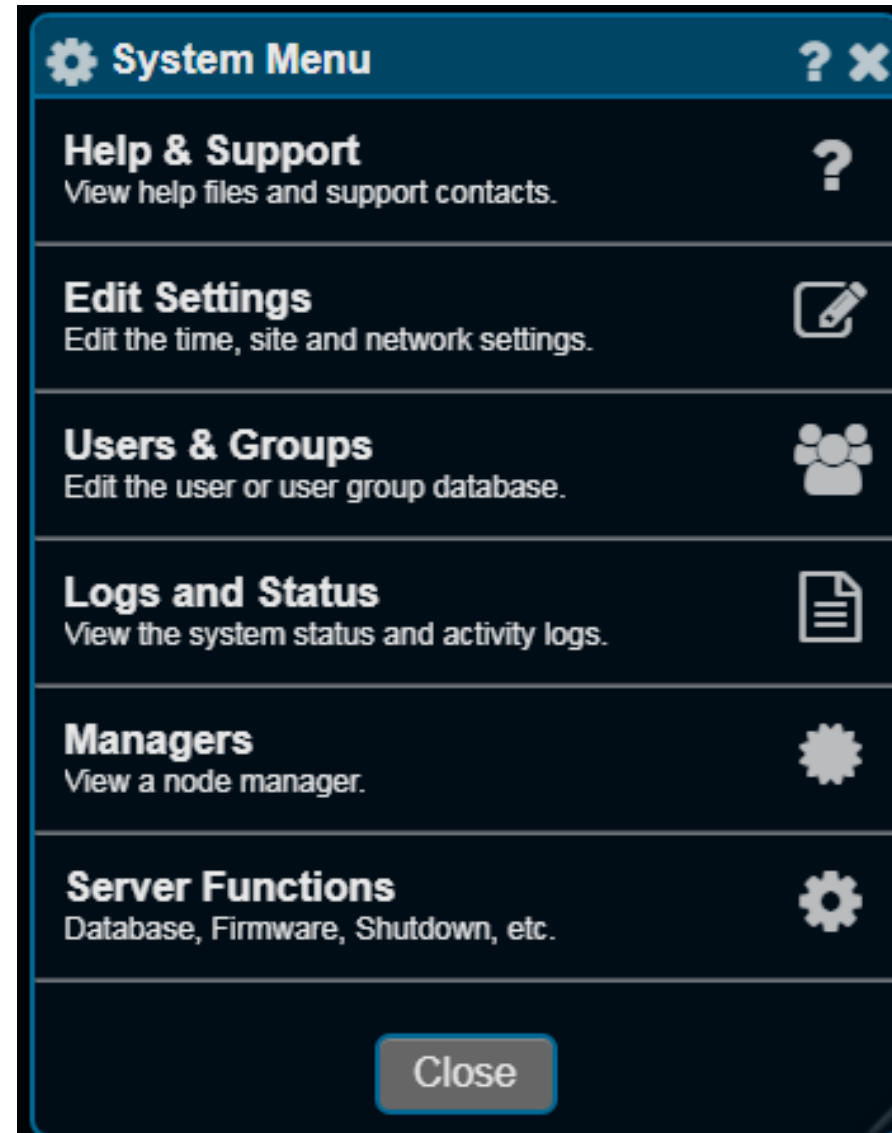 System Menu ?
Help & Support ?
View help files and support contacts.
Edit Settings
Edit the time, site and network settings.
Users & Groups
Edit the user or user group database.
Logs and Status
View the system status and activity logs.
Managers
View a node manager.
Server Functions
Database, Firmware, Shutdown, etc.
Close